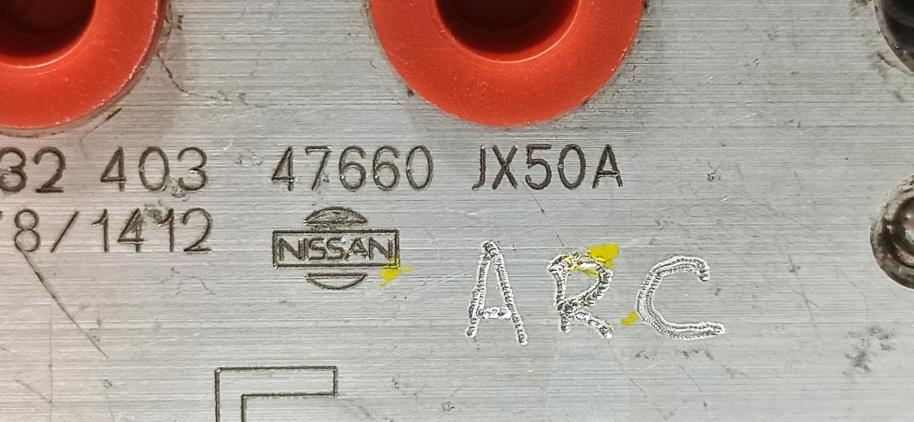 32 403 47660 JX50A
8/1412
NISSAN
ARC